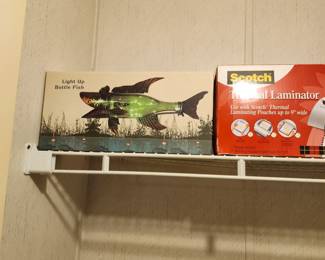 Light Up
Bottle Fish
Scotch
Thermal Laminator
Use with Scotch Thermal
Laminating Pouches up to 9" wide